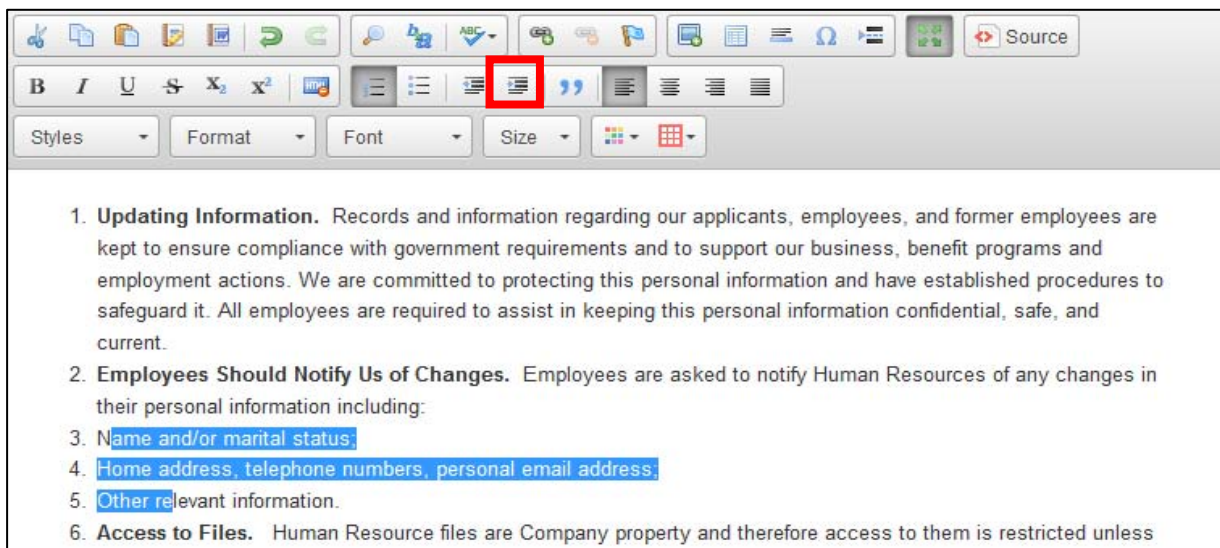 ABC
Source
B I U S X₂ X²
Styles Format Font Size
1. Updating Information. Records and information regarding our applicants, employees, and former employees are
kept to ensure compliance with government requirements and to support our business, benefit programs and
employment actions. We are committed to protecting this personal information and have established procedures to
safeguard it. All employees are required to assist in keeping this personal information confidential, safe, and
current.
2. Employees Should Notify Us of Changes. Employees are asked to notify Human Resources of any changes in
their personal information including:
3. Name and/or marital status;
4. Home address, telephone numbers, personal email address;
5. Other relevant information.
6. Access to Files. Human Resource files are Company property and therefore access to them is restricted unless